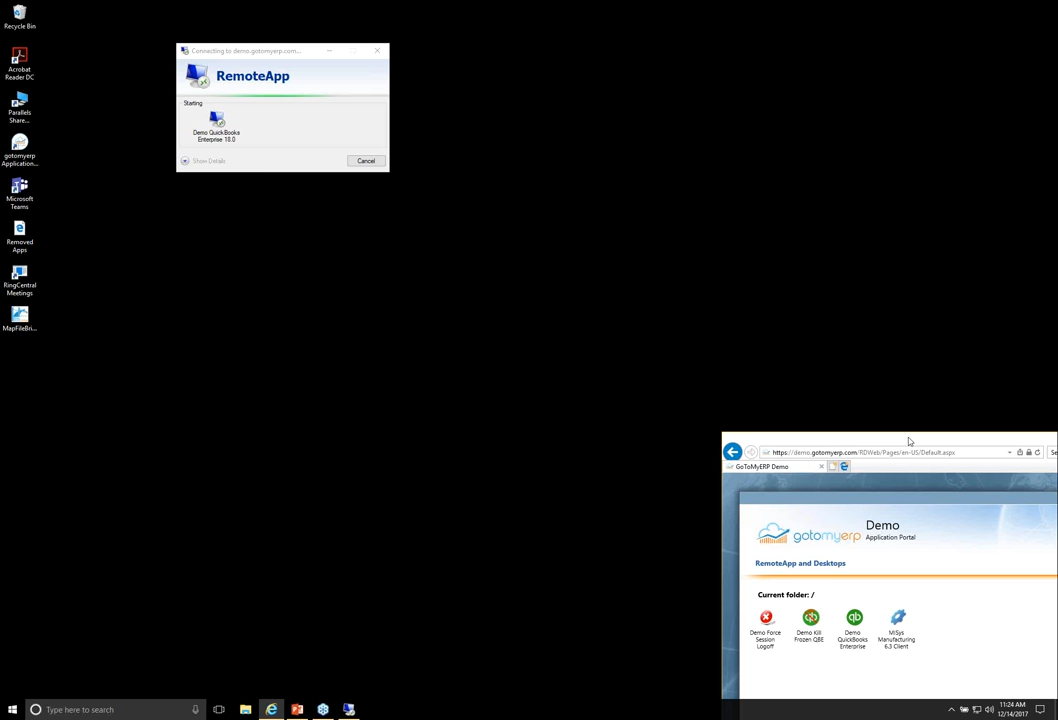 Recycle Bin
Acrobat
Reader DC
Parallels
Share...
gotomyerp
Application...
Microsoft
Teams
Removed
Apps
RingCentral
Meetings
MapFileBri...
Connecting to demo.gotomyerp.com...
RemoteApp
Starting
Demo QuickBooks
Enterprise 18.0
Show Details
Cancel
https://demo.gotomyerp.com/RDWeb/Pages/en-US/Default.aspx
Se
GoToMyERP Demo
gotomyerp
Demo
Application Portal
RemoteApp and Desktops
Current folder: /
Demo Force
Session
Logoff
Demo Kill
Frozen QBE
Demo
QuickBooks
Enterprise
MISys
Manufacturing
6.3 Client
Type here to search
11:24 AM
12/14/2017